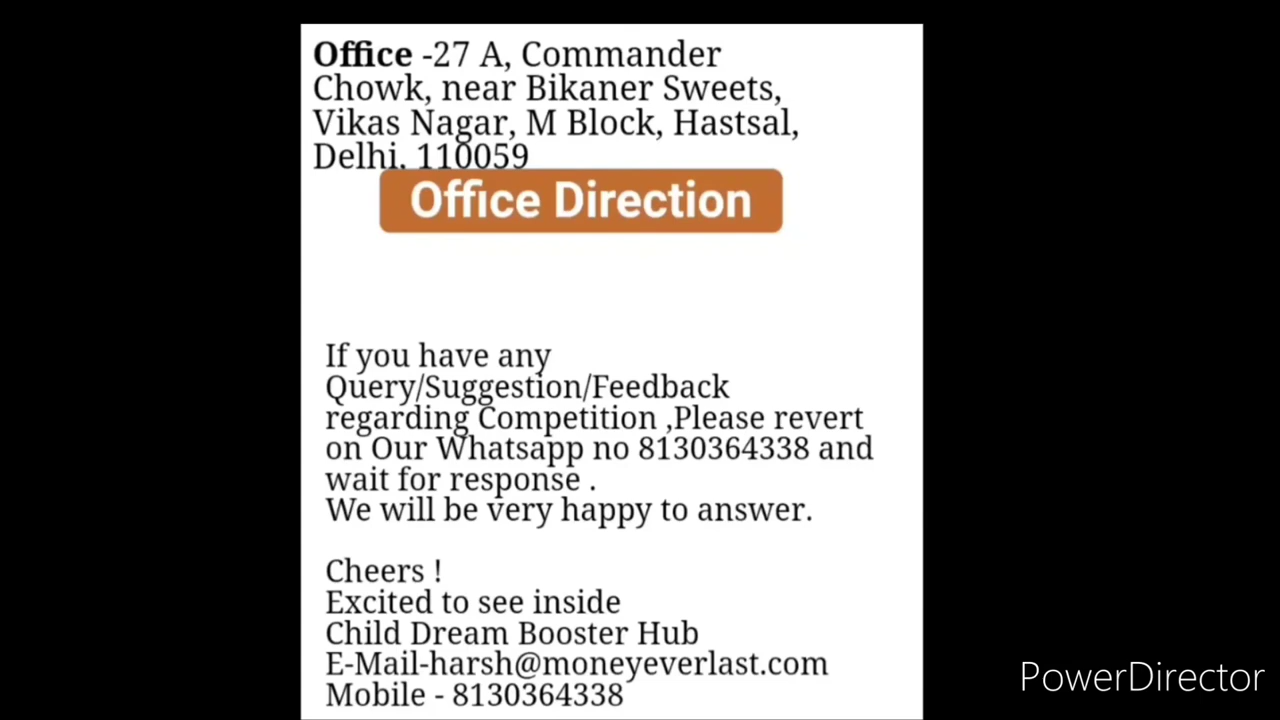 Office -27 A, Commander
Chowk, near Bikaner Sweets,
Vikas Nagar, M Block, Hastsal,
Delhi, 110059
Office Direction
If you have any
Query/Suggestion/Feedback
regarding Competition ,Please revert
on Our Whatsapp no 8130364338 and
wait for response .
We will be very happy to answer.
Cheers !
Excited to see inside
Child Dream Booster Hub
E-Mail-harsh@moneyeverlast.com
Mobile - 8130364338
PowerDirector